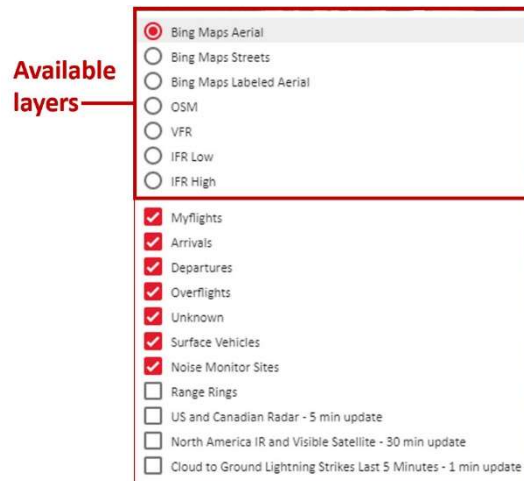 Available
layers
Bing Maps Aerial
Bing Maps Streets
Bing Maps Labeled Aerial
OSM
VFR
IFR Low
IFR High
Myflights
Arrivals
Departures
Overflights
Unknown
Surface Vehicles
Noise Monitor Sites
Range Rings
US and Canadian Radar - 5 min update
North America IR and Visible Satellite - 30 min update
Cloud to Ground Lightning Strikes Last 5 Minutes - 1 min update